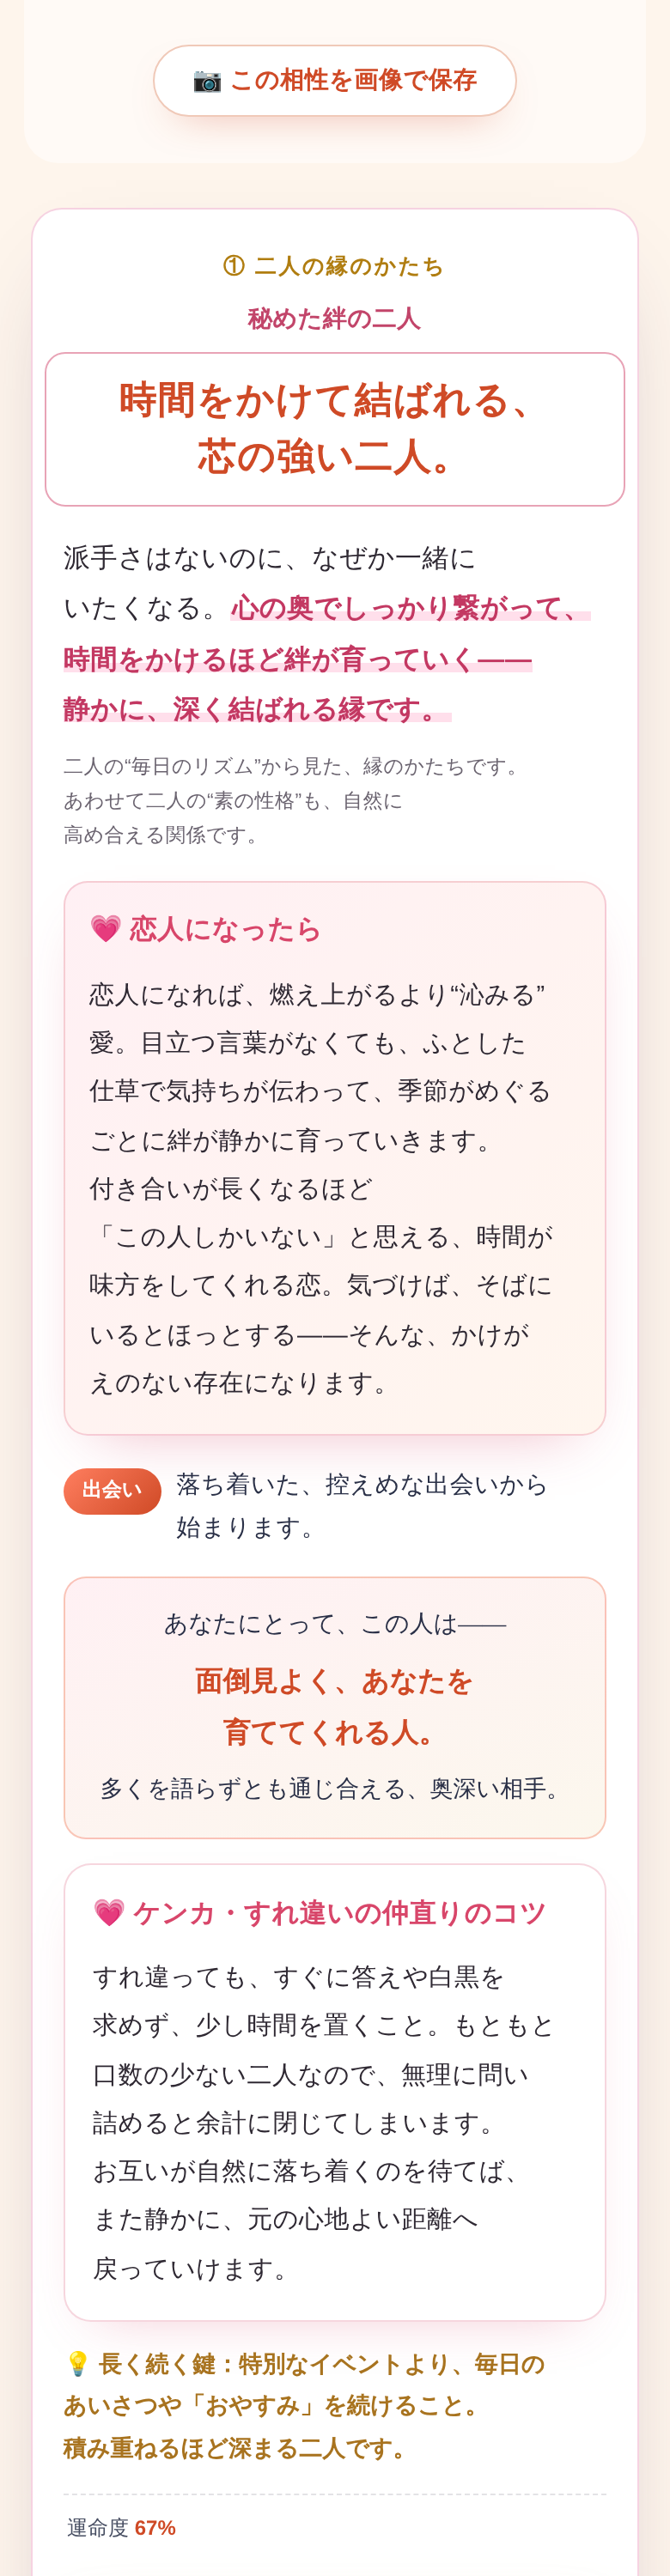 📷 この相性を画像で保存
① 二人の縁のかたち
秘めた絆の二人
時間をかけて結ばれる、
芯の強い二人。
派手さはないのに、なぜか一緒に
いたくなる。心の奥でしっかり繋がって、
時間をかけるほど絆が育っていく——
静かに、深く結ばれる縁です。
二人の“毎日のリズム”から見た、縁のかたちです。
あわせて二人の“素の性格”も、自然に
高め合える関係です。
💗 恋人になったら
恋人になれば、燃え上がるより“沁みる”
愛。目立つ言葉がなくても、ふとした
仕草で気持ちが伝わって、季節がめぐる
ごとに絆が静かに育っていきます。
付き合いが長くなるほど
「この人しかいない」と思える、時間が
味方をしてくれる恋。気づけば、そばに
いるとほっとする——そんな、かけが
えのない存在になります。
出会い 落ち着いた、控えめな出会いから
始まります。
あなたにとって、この人は——
面倒見よく、あなたを
育ててくれる人。
多くを語らずとも通じ合える、奥深い相手。
💗 ケンカ・すれ違いの仲直りのコツ
すれ違っても、すぐに答えや白黒を
求めず、少し時間を置くこと。もともと
口数の少ない二人なので、無理に問い
詰めると余計に閉じてしまいます。
お互いが自然に落ち着くのを待てば、
また静かに、元の心地よい距離へ
戻っていけます。
💡 長く続く鍵：特別なイベントより、毎日の
あいさつや「おやすみ」を続けること。
積み重ねるほど深まる二人です。
運命度 67%